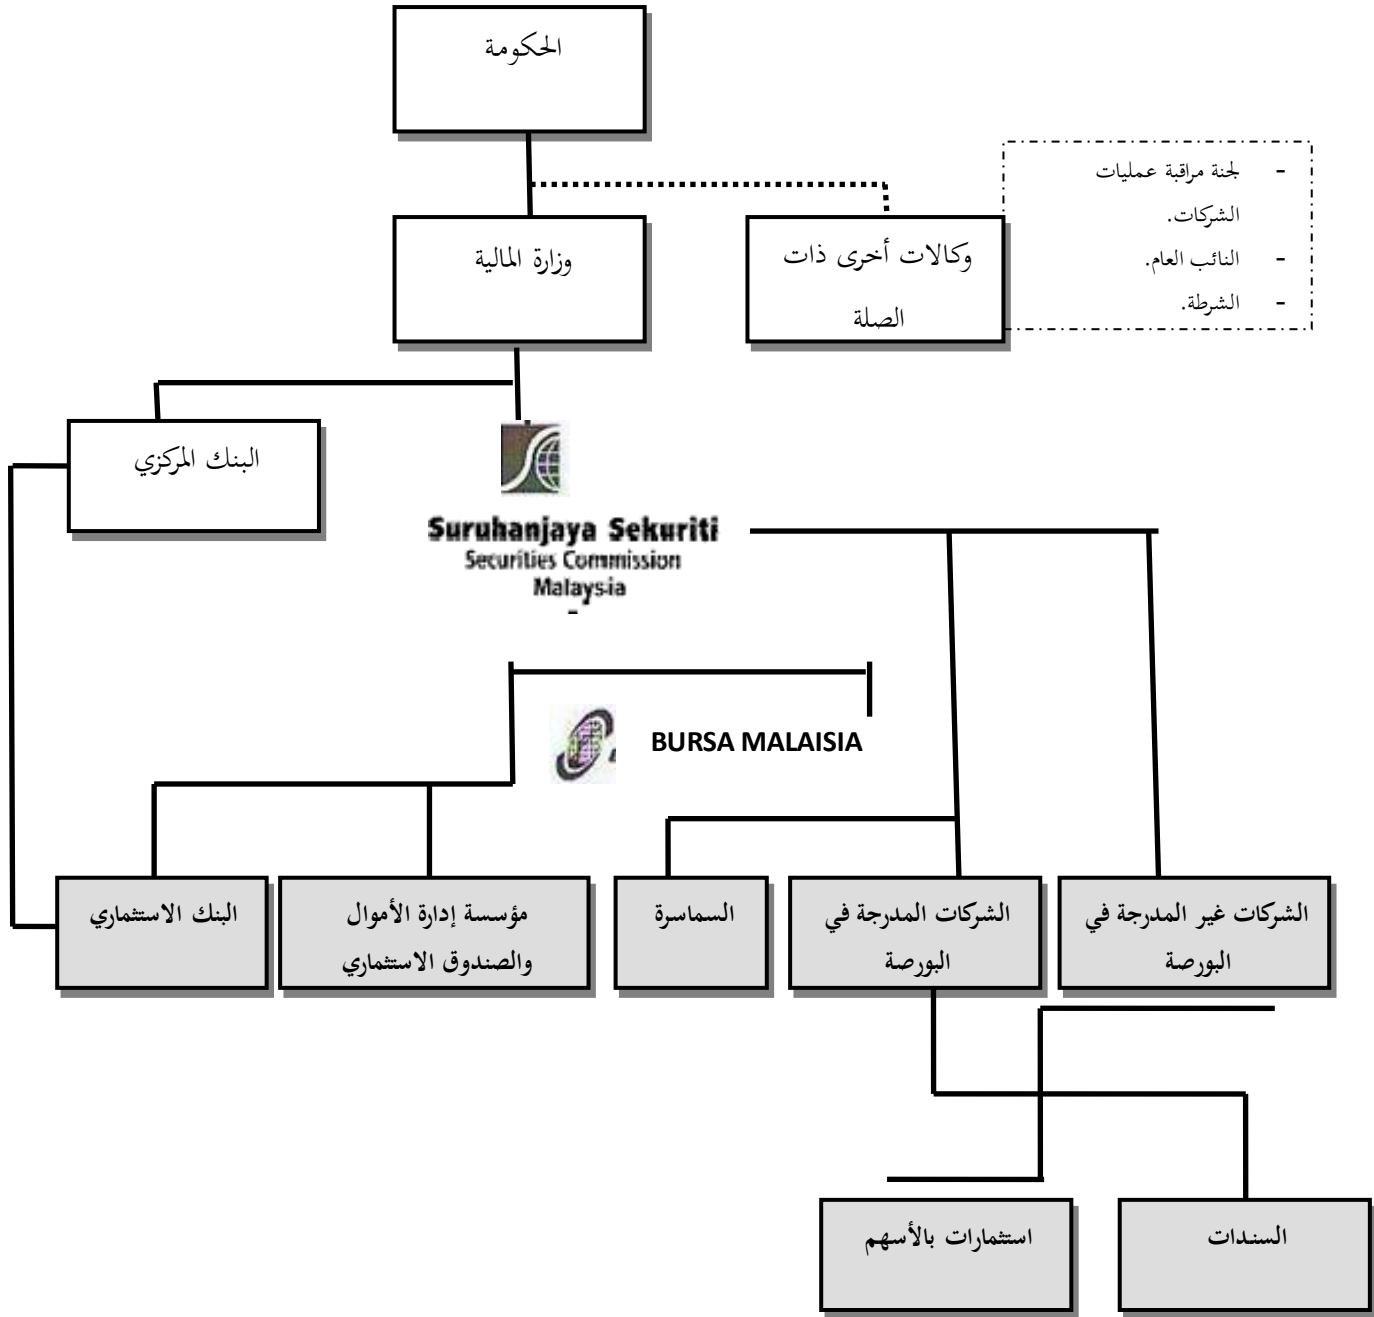 الحكومة
- لجنة مراقبة عمليات
الشركات.
- النائب العام.
- الشرطة.
وزارة المالية
وكالات أخرى ذات
الصلة
البنك المركزي
Suruhanjaya Sekuriti
Securities Commission
Malaysia
BURSA MALAISIA
الشركات غير المدرجة في
البورصة
الشركات المدرجة في
البورصة
السماسرة
مؤسسة إدارة الأموال
والصندوق الاستثماري
البنك الاستثماري
السندات
استثمارات بالأسهم